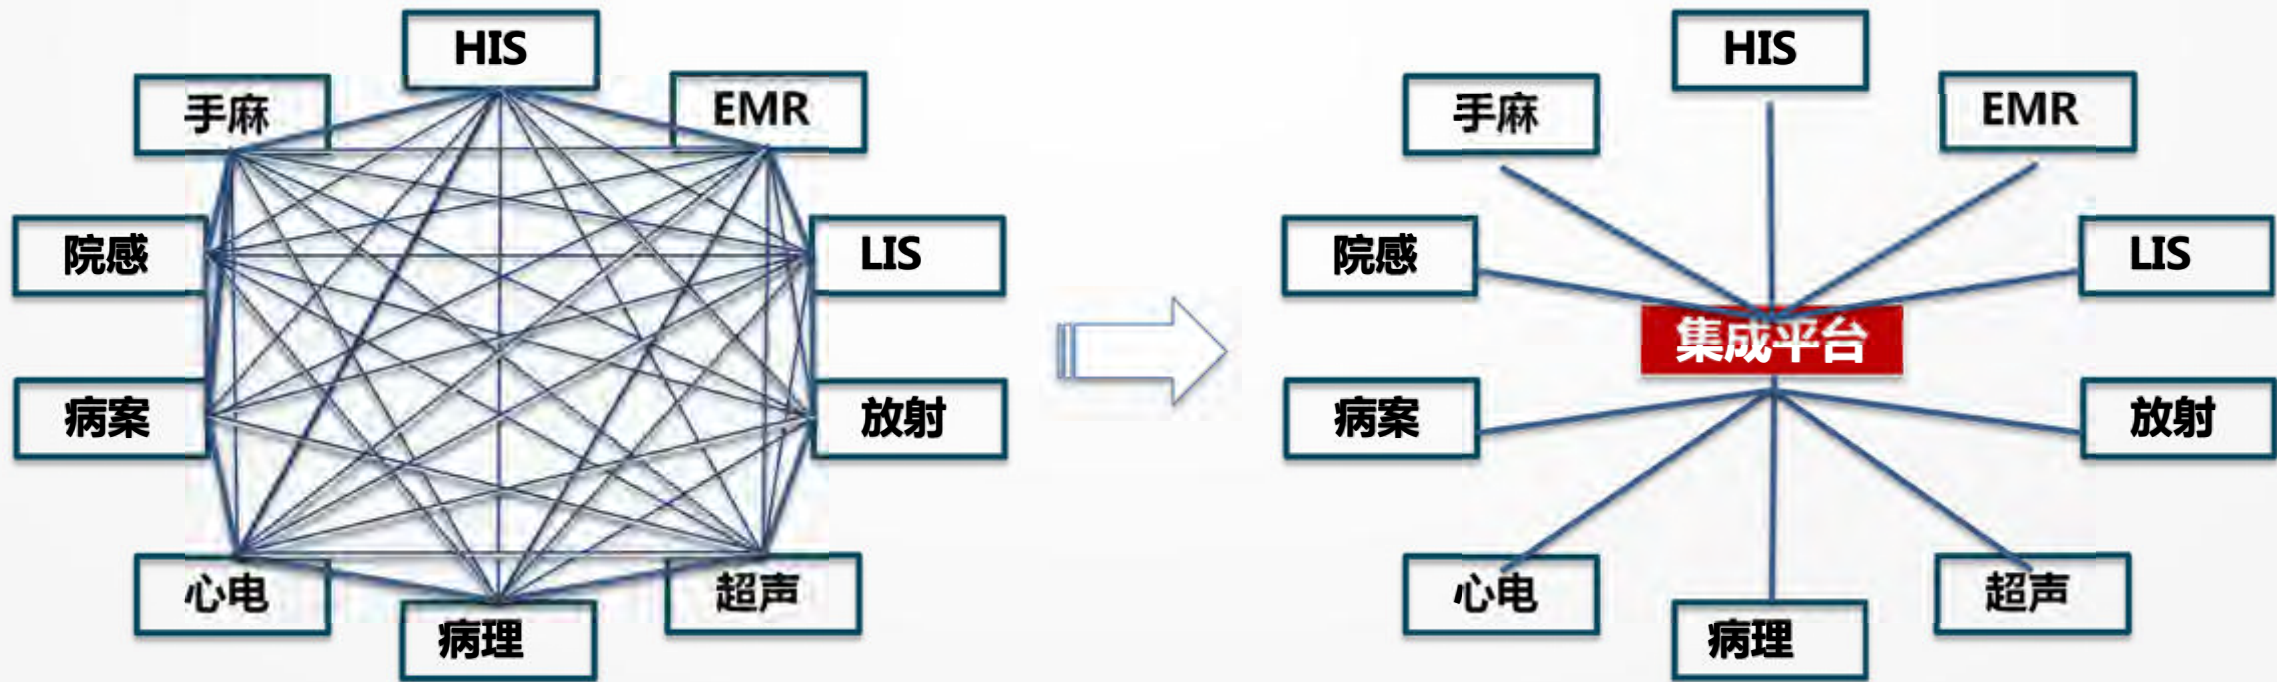 HIS
手麻
EMR
院感
LIS
病案
放射
心电
超声
病理
HIS
手麻
EMR
院感
LIS
集成平台
病案
放射
心电
超声
病理